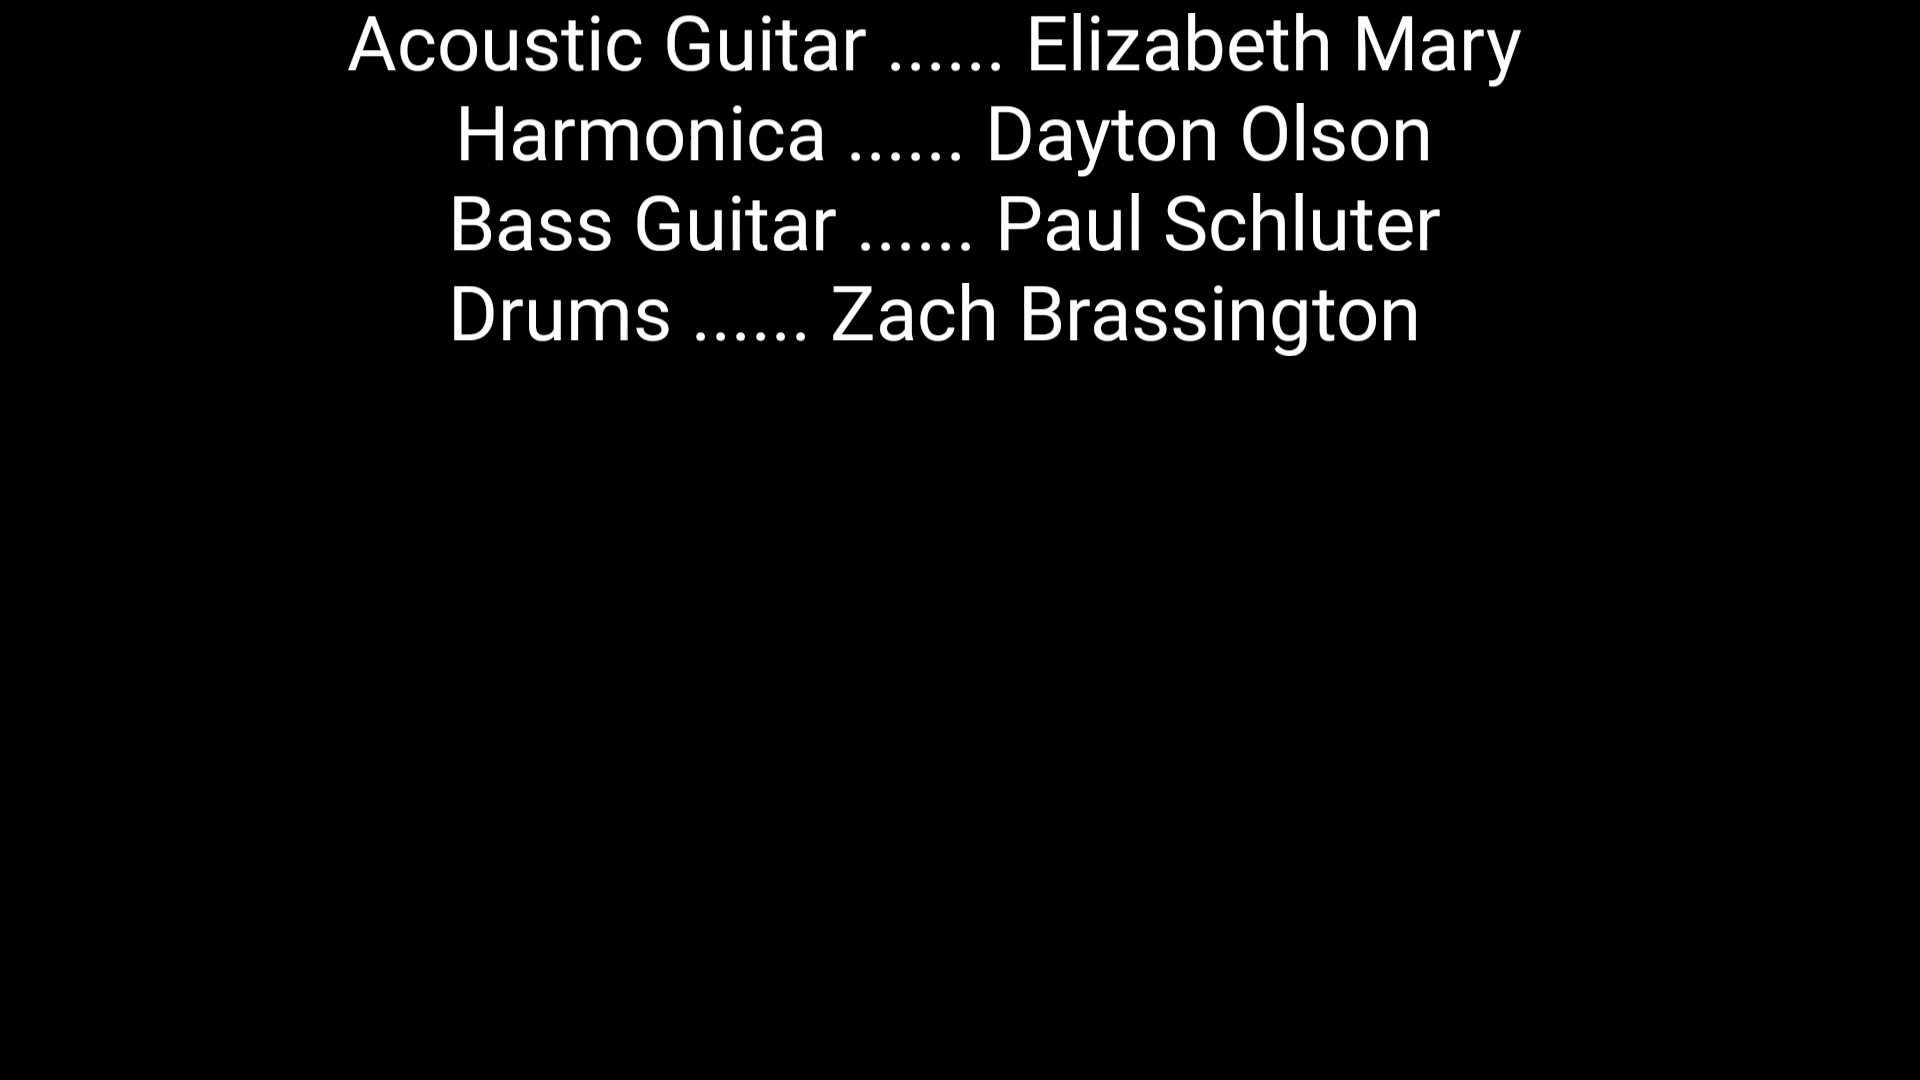 Acoustic Guitar ...... Elizabeth Mary
Harmonica ...... Dayton Olson
Bass Guitar ...... Paul Schluter
Drums ...... Zach Brassington